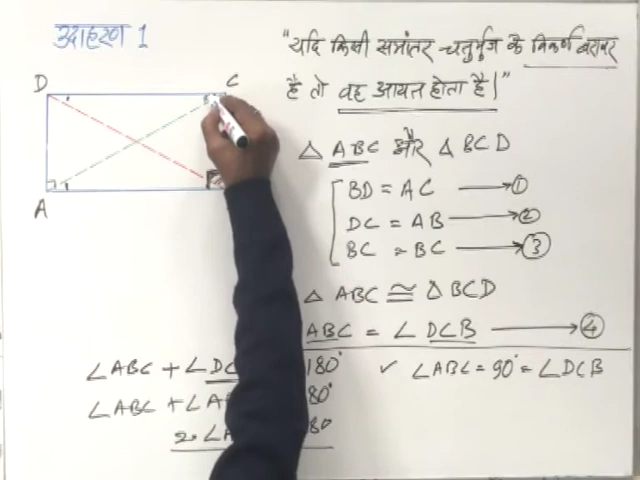 उदाहरण 1
"यदि किसी समांतर चतुर्भुज के विकर्ण बराबर
है तो वह आयत होता है।"
D C
A
△ ABC और △ BCD
BD = AC → ①
DC = AB → ②
BC = BC → ③
△ ABC ≅ △ BCD
ABC = ∠ DCB → ④
∠ABC + ∠DC 180°
✓ ∠ABC = 90° = ∠DCB
∠ABC + ∠A 80°
2. ∠A 80